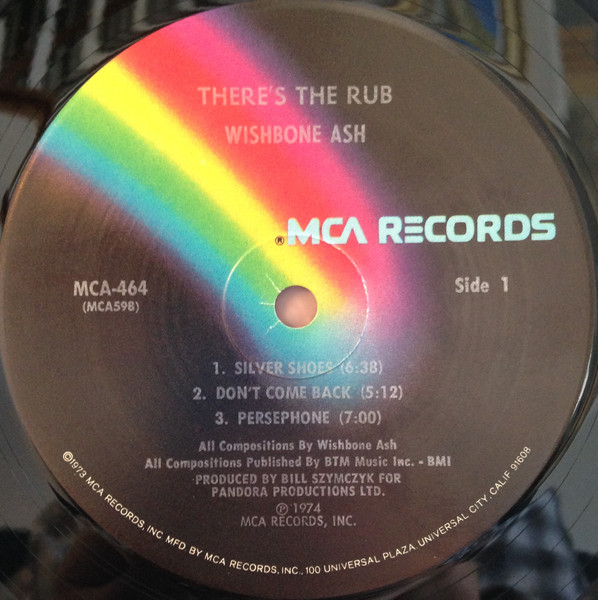 THERE'S THE RUB
WISHBONE ASH
®MCA RECORDS
MCA-464
(MCA598)
Side 1
1. SILVER SHOES (6:38)
2. DON'T COME BACK (5:12)
3. PERSEPHONE (7:00)
All Compositions By Wishbone Ash
All Compositions Published By BTM Music Inc. - BMI
PRODUCED BY BILL SZYMCZYK FOR
PANDORA PRODUCTIONS LTD.
℗ 1974
MCA RECORDS, INC.
©1973 MCA RECORDS, INC MFD BY MCA RECORDS, INC., 100 UNIVERSAL PLAZA, UNIVERSAL CITY, CALIF. 91608